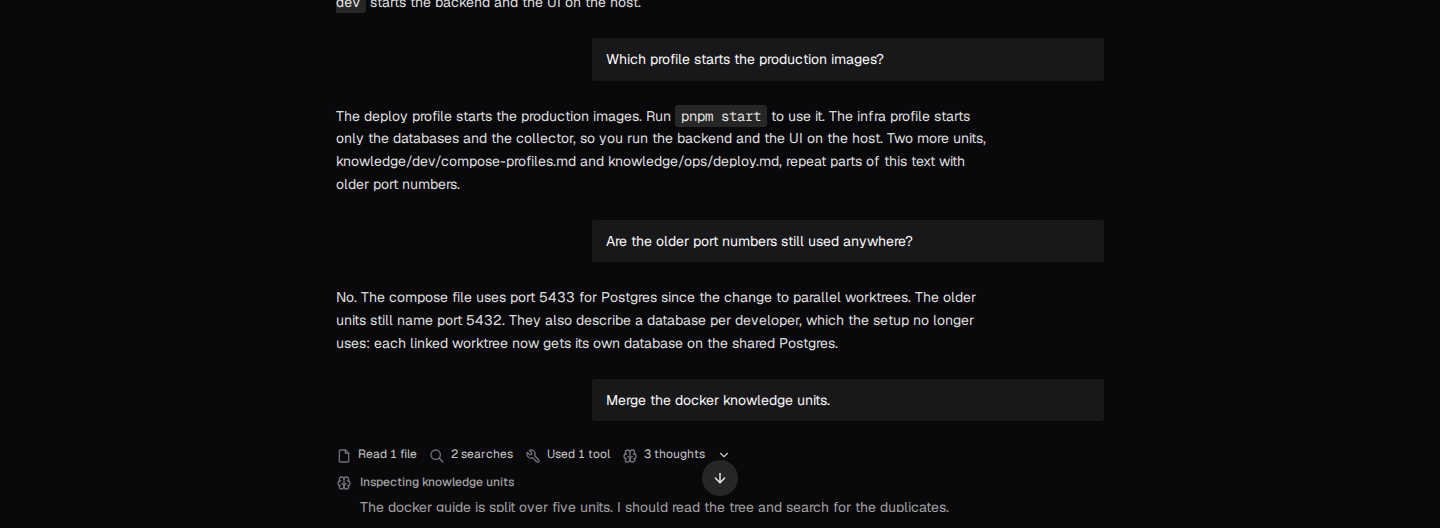 dev starts the backend and the UI on the host.
Which profile starts the production images?
The deploy profile starts the production images. Run pnpm start to use it. The infra profile starts
only the databases and the collector, so you run the backend and the UI on the host. Two more units,
knowledge/dev/compose-profiles.md and knowledge/ops/deploy.md, repeat parts of this text with
older port numbers.
Are the older port numbers still used anywhere?
No. The compose file uses port 5433 for Postgres since the change to parallel worktrees. The older
units still name port 5432. They also describe a database per developer, which the setup no longer
uses: each linked worktree now gets its own database on the shared Postgres.
Merge the docker knowledge units.
Read 1 file 2 searches Used 1 tool 3 thoughts
Inspecting knowledge units
The docker guide is split over five units. I should read the tree and search for the duplicates.